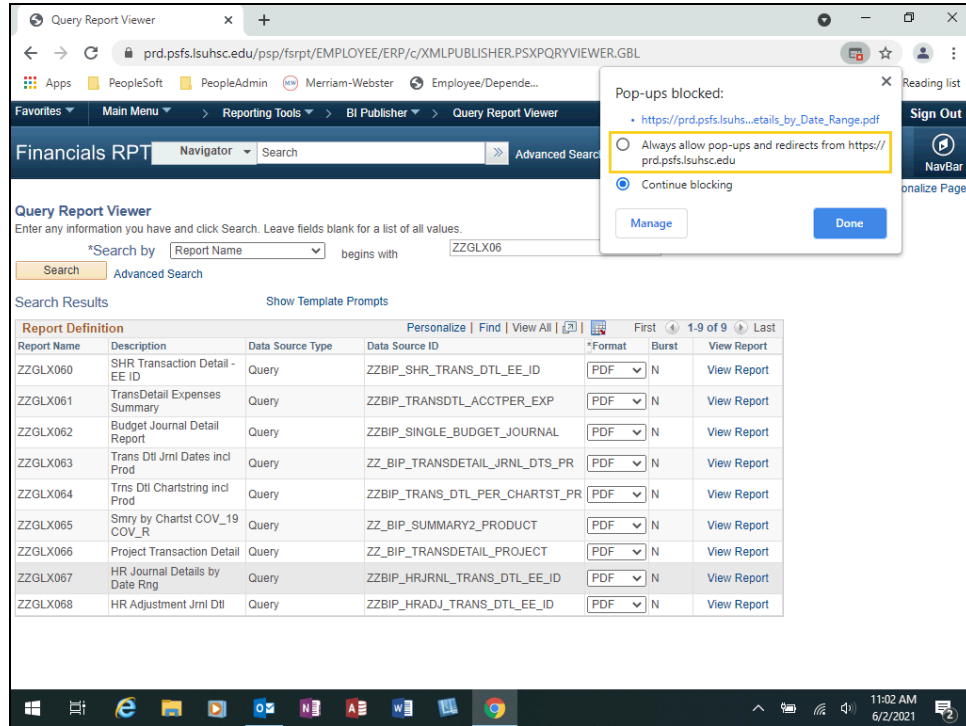 Query Report Viewer
prd.psfs.lsuhsc.edu/psp/fsrpt/EMPLOYEE/ERP/c/XMLPUBLISHER.PSXPQRYVIEWER.GBL
Apps PeopleSoft PeopleAdmin Merriam-Webster Employee/Depende... Reading list
Pop-ups blocked:
• https://prd.psfs.lsuhs...etails_by_Date_Range.pdf
Always allow pop-ups and redirects from https://
prd.psfs.lsuhsc.edu
Continue blocking
Manage Done
Favorites Main Menu > Reporting Tools > BI Publisher > Query Report Viewer Sign Out
Financials RPT Navigator Search » Advanced Searc NavBar
onalize Page
Query Report Viewer
Enter any information you have and click Search. Leave fields blank for a list of all values.
*Search by Report Name begins with ZZGLX06
Search Advanced Search
Search Results Show Template Prompts
Report Definition Personalize | Find | View All | | First 1-9 of 9 Last
Report Name Description Data Source Type Data Source ID *Format Burst View Report
ZZGLX060 SHR Transaction Detail - EE ID Query ZZBIP_SHR_TRANS_DTL_EE_ID PDF N View Report
ZZGLX061 TransDetail Expenses Summary Query ZZBIP_TRANSDTL_ACCTPER_EXP PDF N View Report
ZZGLX062 Budget Journal Detail Report Query ZZBIP_SINGLE_BUDGET_JOURNAL PDF N View Report
ZZGLX063 Trans Dtl Jrnl Dates incl Prod Query ZZ_BIP_TRANSDETAIL_JRNL_DTS_PR PDF N View Report
ZZGLX064 Trns Dtl Chartstring incl Prod Query ZZBIP_TRANS_DTL_PER_CHARTST_PR PDF N View Report
ZZGLX065 Smry by Chartst COV_19 COV_R Query ZZ_BIP_SUMMARY2_PRODUCT PDF N View Report
ZZGLX066 Project Transaction Detail Query ZZ_BIP_TRANSDETAIL_PROJECT PDF N View Report
ZZGLX067 HR Journal Details by Date Rng Query ZZBIP_HRJRNL_TRANS_DTL_EE_ID PDF N View Report
ZZGLX068 HR Adjustment Jrnl Dtl Query ZZBIP_HRADJ_TRANS_DTL_EE_ID PDF N View Report
11:02 AM
6/2/2021
2